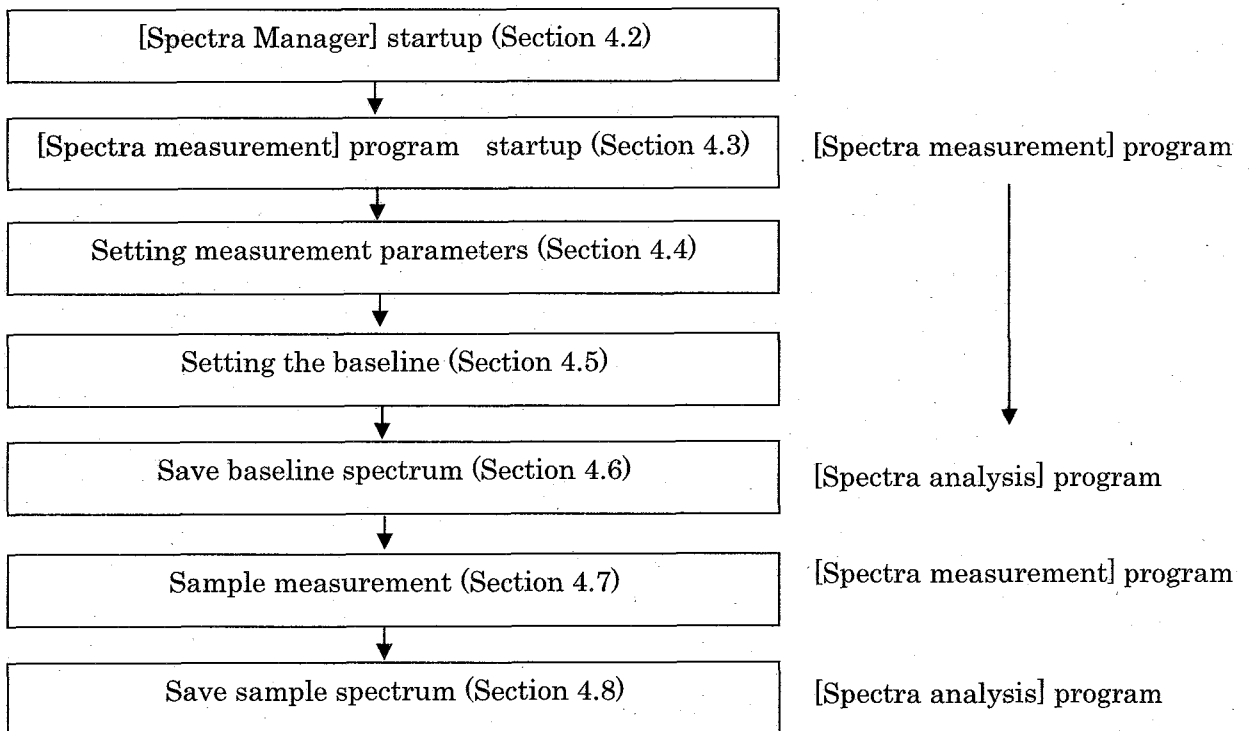 [Spectra Manager] startup (Section 4.2)
[Spectra measurement] program startup (Section 4.3)
[Spectra measurement] program
Setting measurement parameters (Section 4.4)
Setting the baseline (Section 4.5)
Save baseline spectrum (Section 4.6)
[Spectra analysis] program
Sample measurement (Section 4.7)
[Spectra measurement] program
Save sample spectrum (Section 4.8)
[Spectra analysis] program